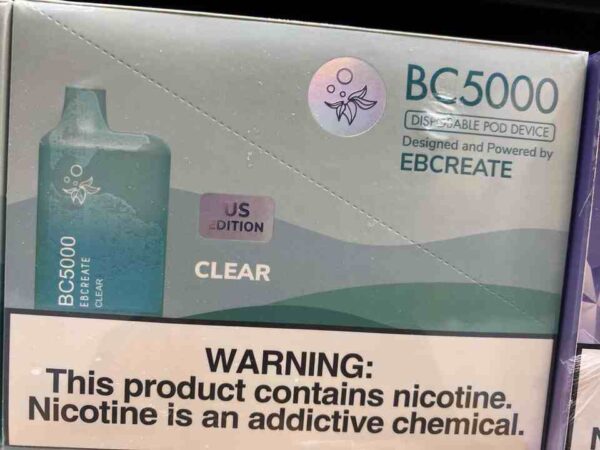 BC5000
DISPOSABLE POD DEVICE
Designed and Powered by
EBCREATE
US
EDITION
CLEAR
BC5000
EBCREATE
CLEAR
WARNING:
This product contains nicotine.
Nicotine is an addictive chemical.